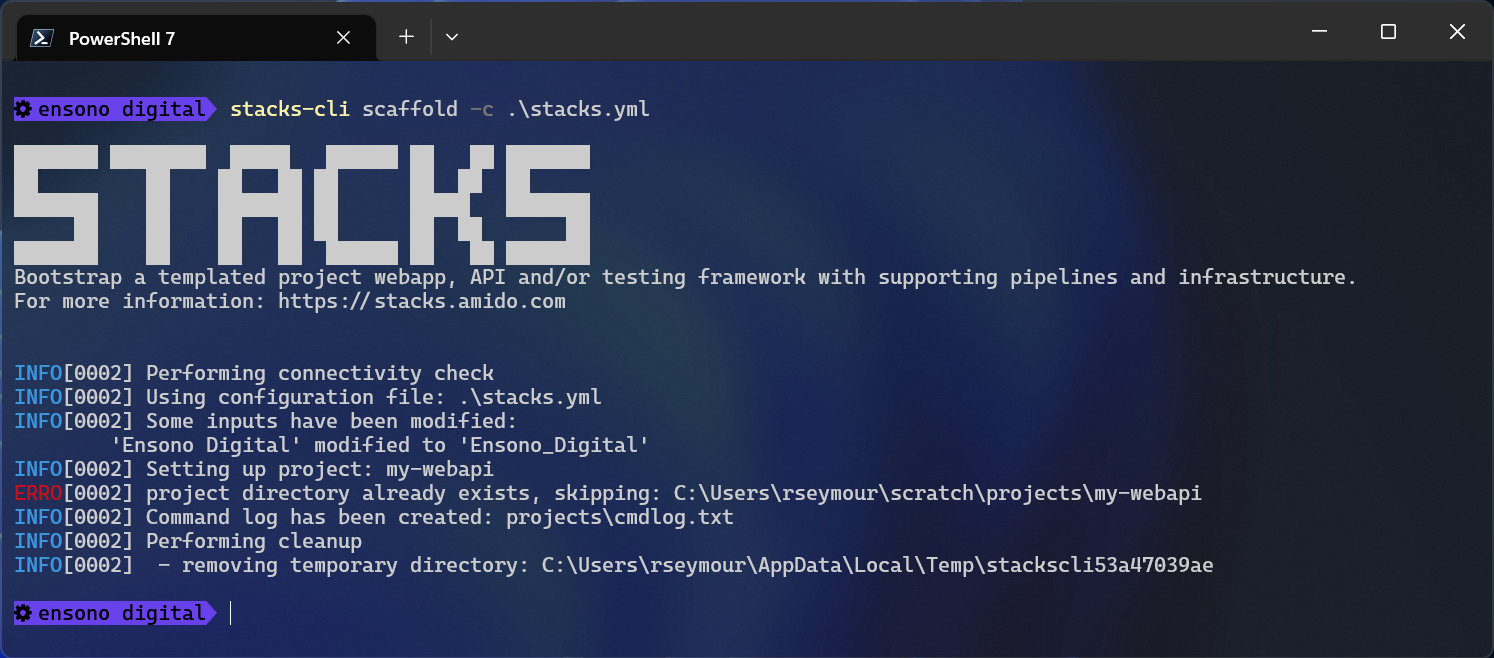 PowerShell 7
ensono digital stacks-cli scaffold -c .\stacks.yml
STACKS
Bootstrap a templated project webapp, API and/or testing framework with supporting pipelines and infrastructure.
For more information: https://stacks.amido.com
INFO[0002] Performing connectivity check
INFO[0002] Using configuration file: .\stacks.yml
INFO[0002] Some inputs have been modified:
'Ensono Digital' modified to 'Ensono_Digital'
INFO[0002] Setting up project: my-webapi
ERRO[0002] project directory already exists, skipping: C:\Users\rseymour\scratch\projects\my-webapi
INFO[0002] Command log has been created: projects\cmdlog.txt
INFO[0002] Performing cleanup
INFO[0002]  - removing temporary directory: C:\Users\rseymour\AppData\Local\Temp\stackscli53a47039ae
ensono digital